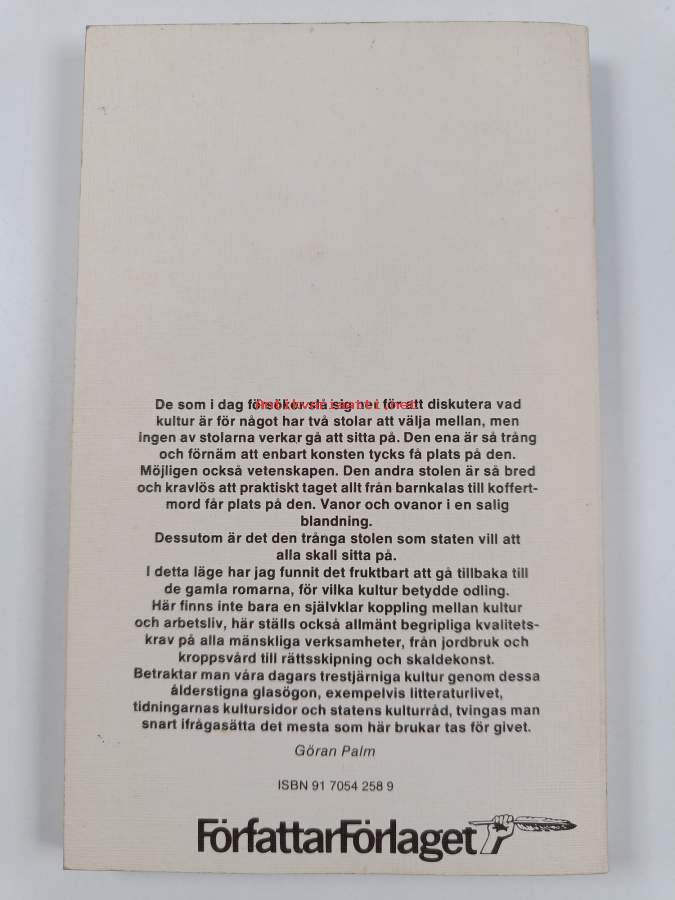 De som i dag försöker slå sig ner för att diskutera vad
kultur är för något har två stolar att välja mellan, men
ingen av stolarna verkar gå att sitta på. Den ena är så trång
och förnäm att enbart konsten tycks få plats på den.
Möjligen också vetenskapen. Den andra stolen är så bred
och kravlös att praktiskt taget allt från barnkalas till koffert-
mord får plats på den. Vanor och ovanor i en salig
blandning.
Dessutom är det den trånga stolen som staten vill att
alla skall sitta på.
I detta läge har jag funnit det fruktbart att gå tillbaka till
de gamla romarna, för vilka kultur betydde odling.
Här finns inte bara en självklar koppling mellan kultur
och arbetsliv, här ställs också allmänt begripliga kvalitets-
krav på alla mänskliga verksamheter, från jordbruk och
kroppsvård till rättsskipning och skaldekonst.
Betraktar man våra dagars trestjärniga kultur genom dessa
ålderstigna glasögon, exempelvis litteraturlivet,
tidningarnas kultursidor och statens kulturråd, tvingas man
snart ifrågasätta det mesta som här brukar tas för givet.
Göran Palm
ISBN 91 7054 258 9
FörfattarFörlaget